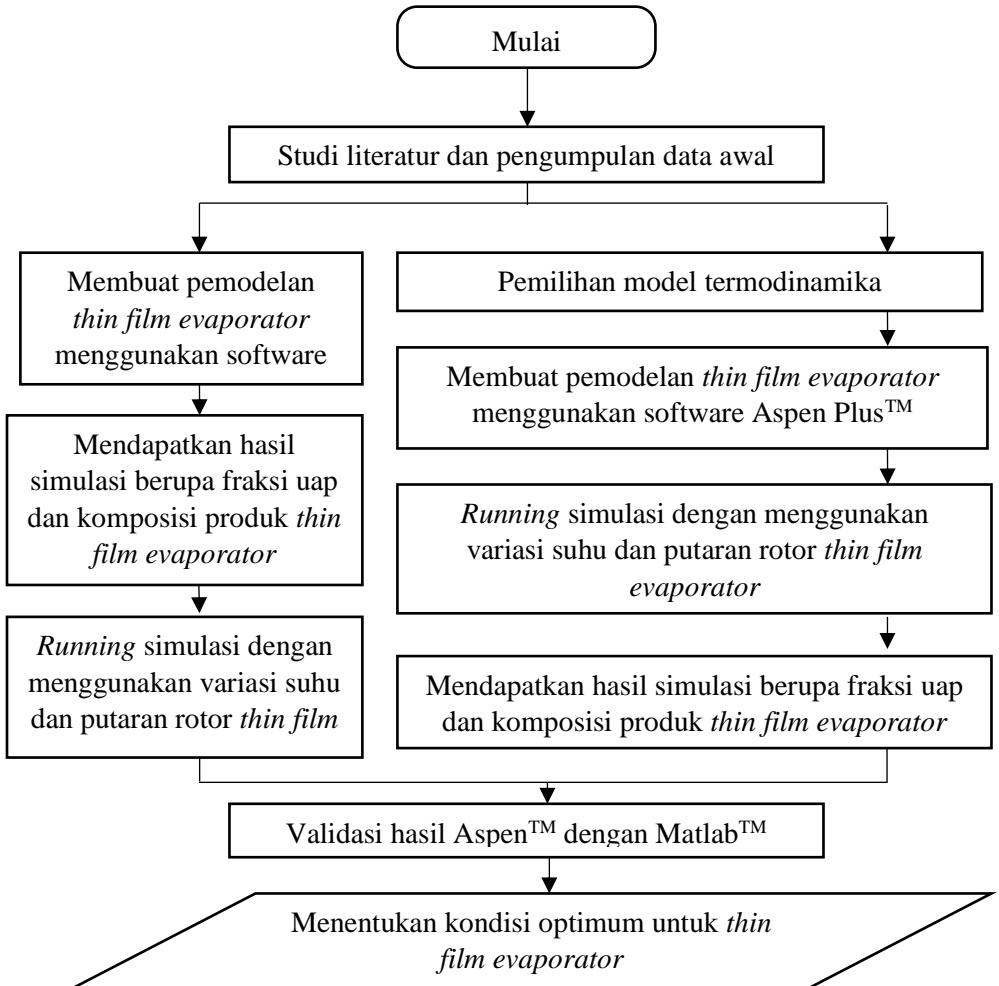 Mulai
Studi literatur dan pengumpulan data awal
Membuat pemodelan
thin film evaporator
menggunakan software
Mendapatkan hasil
simulasi berupa fraksi uap
dan komposisi produk thin
film evaporator
Running simulasi dengan
menggunakan variasi suhu
dan putaran rotor thin film
Pemilihan model termodinamika
Membuat pemodelan thin film evaporator
menggunakan software Aspen Plus™
Running simulasi dengan menggunakan
variasi suhu dan putaran rotor thin film
evaporator
Mendapatkan hasil simulasi berupa fraksi uap
dan komposisi produk thin film evaporator
Validasi hasil Aspen™ dengan Matlab™
Menentukan kondisi optimum untuk thin
film evaporator